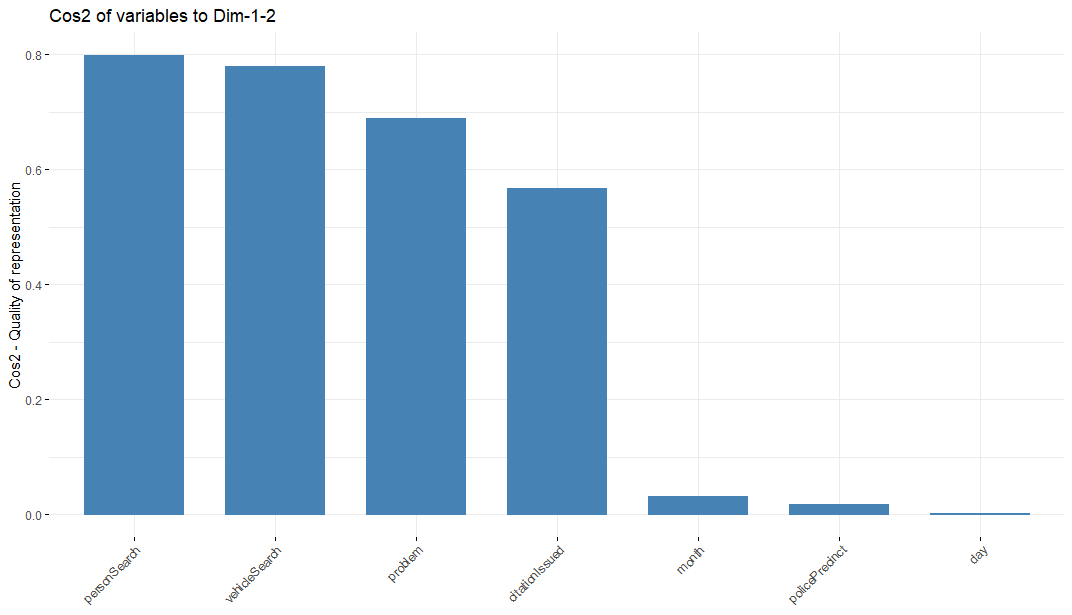 Cos2 of variables to Dim-1-2
Cos2 - Quality of representation
0.8
0.6
0.4
0.2
0.0
personSearch
vehicleSearch
problem
citationIssued
month
policePrecinct
day